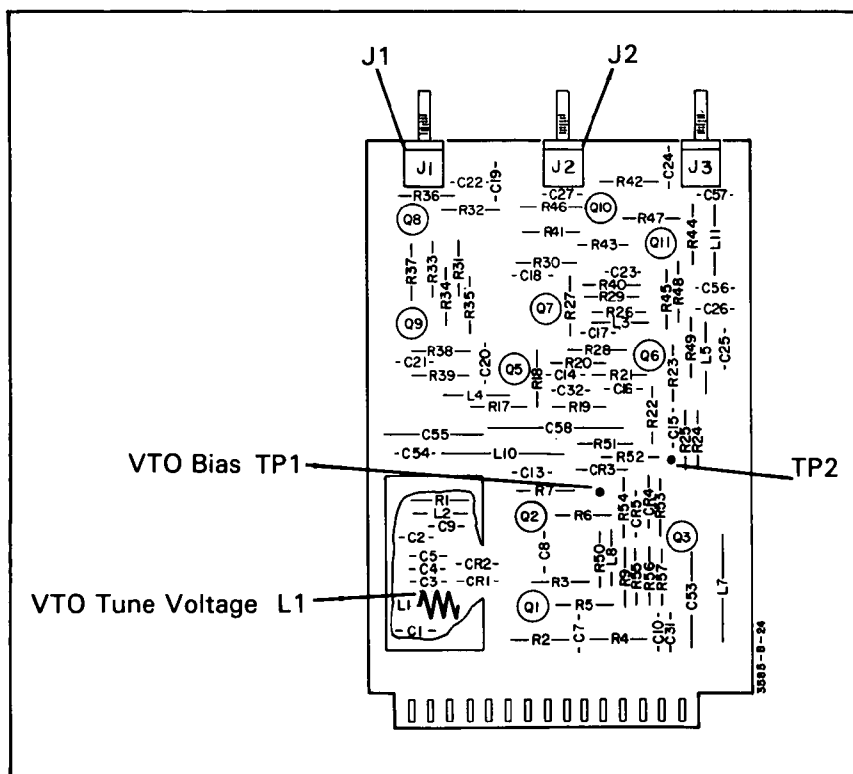 J1 J2
J1 J2 J3
C22 C19 C27 R42 C24 C57
R36 R46 Q10
R32 R47 R44
Q8 R41 R43 Q11 L11
R37 R33 R34 R31 R35
R30 C23
C18 R27 R40 R45 R48 C56
R29
Q7 R26 C26
Q9 L3
C17
R38 C20 R28 Q6 R49 L5 C25
C21 Q5 R20 R23
R39 R18 C14 R21
C32 C16
L4
R17 R19 R22
C58 C15
C55 R51 R25 R24
C54 L10 R52
VTO Bias TP1 C13 CR3 TP2
R7 R54 CR5 CR4 R53
R1
L2 Q2 R6
C9 Q3
C2
C5 C8 R50 L8
C4 CR2
C3 CR1 R3 R9 R55 R56 R57 C53 L7
VTO Tune Voltage L1
L1 Q1 R5
C1 R2 C7 R4 C10 C31
3585-B-24